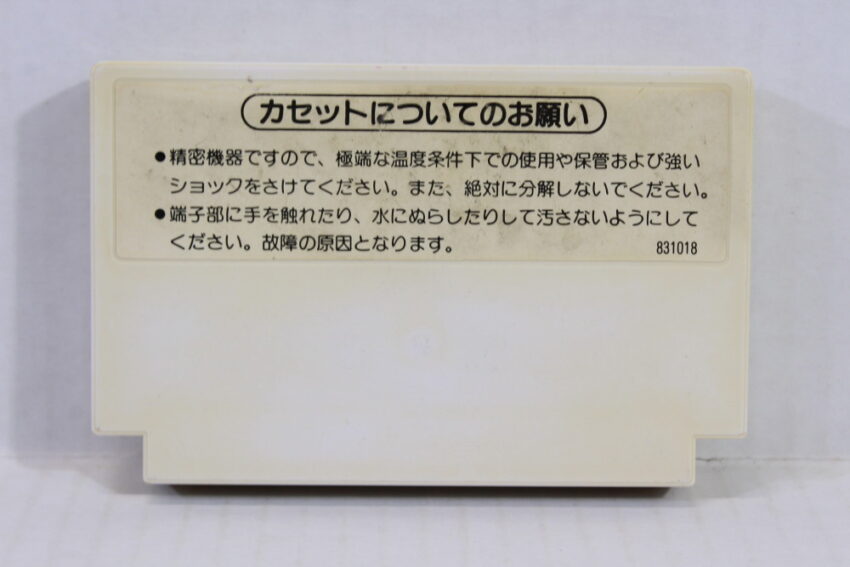 カセットについてのお願い
●精密機器ですので、極端な温度条件下での使用や保管および強い
ショックをさけてください。また、絶対に分解しないでください。
●端子部に手を触れたり、水にぬらしたりして汚さないようにして
ください。故障の原因となります。
831018